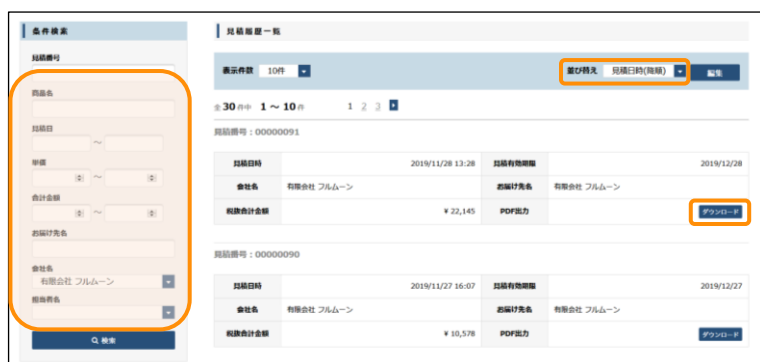 条件検索
見積番号
商品名
見積日
～
単価
～
合計金額
～
お届け先名
会社名
有限会社 フルムーン
担当者名
検索
見積履歴一覧
表示件数 10件
並び替え 見積日時(降順) 編集
全30件中 1～10件 1 2 3
見積番号：00000091
見積日時 2019/11/28 13:28 見積有効期限 2019/12/28
会社名 有限会社 フルムーン お届け先名 有限会社 フルムーン
税抜合計金額 ¥ 22,145 PDF出力 ダウンロード
見積番号：00000090
見積日時 2019/11/27 16:07 見積有効期限 2019/12/27
会社名 有限会社 フルムーン お届け先名 有限会社 フルムーン
税抜合計金額 ¥ 10,578 PDF出力 ダウンロード